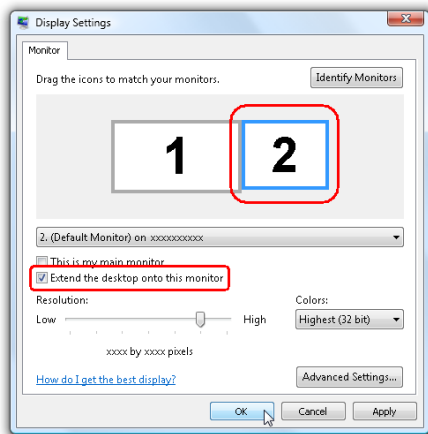 Display Settings
Monitor
Drag the icons to match your monitors.
Identify Monitors
1
2
2. (Default Monitor) on xxxxxxxxxx
This is my main monitor
Extend the desktop onto this monitor
Resolution:
Colors:
Low
High
Highest (32 bit)
xxxx by xxxx pixels
How do I get the best display?
Advanced Settings...
OK
Cancel
Apply